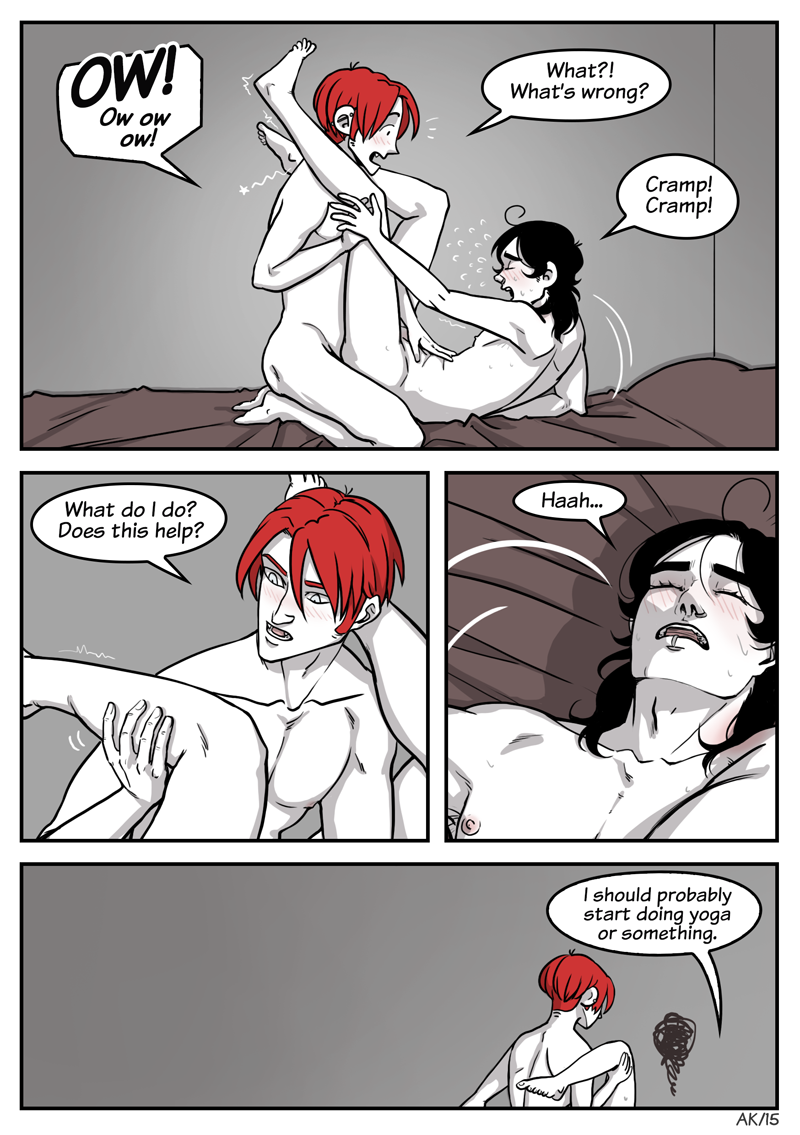 OW!
Ow ow
ow!
What?!
What's wrong?
Cramp!
Cramp!
What do I do?
Does this help?
Haah...
I should probably
start doing yoga
or something.
AK/15